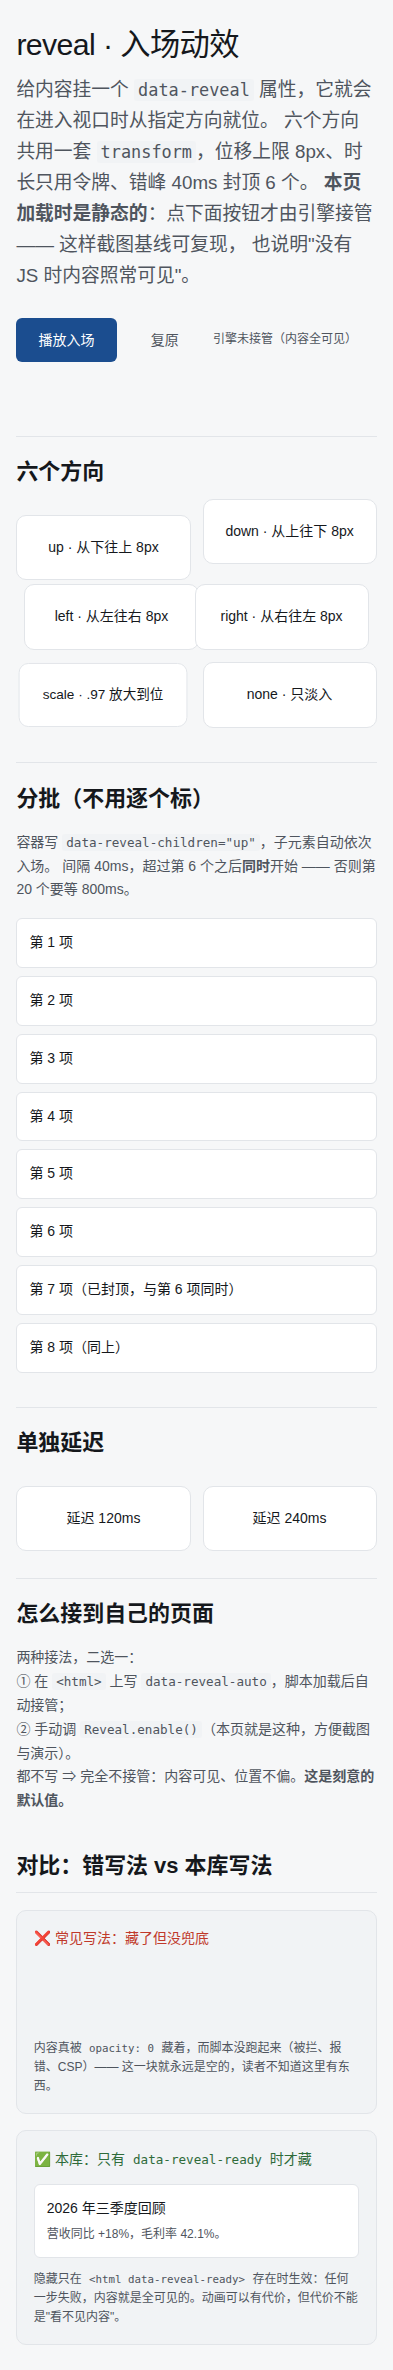 reveal · 入场动效
给内容挂一个 data-reveal 属性，它就会
在进入视口时从指定方向就位。 六个方向
共用一套 transform，位移上限 8px、时
长只用令牌、错峰 40ms 封顶 6 个。 本页
加载时是静态的：点下面按钮才由引擎接管
—— 这样截图基线可复现， 也说明"没有
JS 时内容照常可见"。
播放入场 复原 引擎未接管（内容全可见）
六个方向
up · 从下往上 8px
down · 从上往下 8px
left · 从左往右 8px
right · 从右往左 8px
scale · .97 放大到位
none · 只淡入
分批（不用逐个标）
容器写 data-reveal-children="up"，子元素自动依次
入场。 间隔 40ms，超过第 6 个之后同时开始 —— 否则第
20 个要等 800ms。
第 1 项
第 2 项
第 3 项
第 4 项
第 5 项
第 6 项
第 7 项（已封顶，与第 6 项同时）
第 8 项（同上）
单独延迟
延迟 120ms
延迟 240ms
怎么接到自己的页面
两种接法，二选一：
① 在 <html> 上写 data-reveal-auto，脚本加载后自
动接管；
② 手动调 Reveal.enable()（本页就是这种，方便截图
与演示）。
都不写 ⇒ 完全不接管：内容可见、位置不偏。这是刻意的
默认值。
对比：错写法 vs 本库写法
❌ 常见写法：藏了但没兜底
内容真被 opacity: 0 藏着，而脚本没跑起来（被拦、报
错、CSP）—— 这一块就永远是空的，读者不知道这里有东
西。
✅ 本库：只有 data-reveal-ready 时才藏
2026 年三季度回顾
营收同比 +18%，毛利率 42.1%。
隐藏只在 <html data-reveal-ready> 存在时生效：任何
一步失败，内容就是全可见的。动画可以有代价，但代价不能
是"看不见内容"。